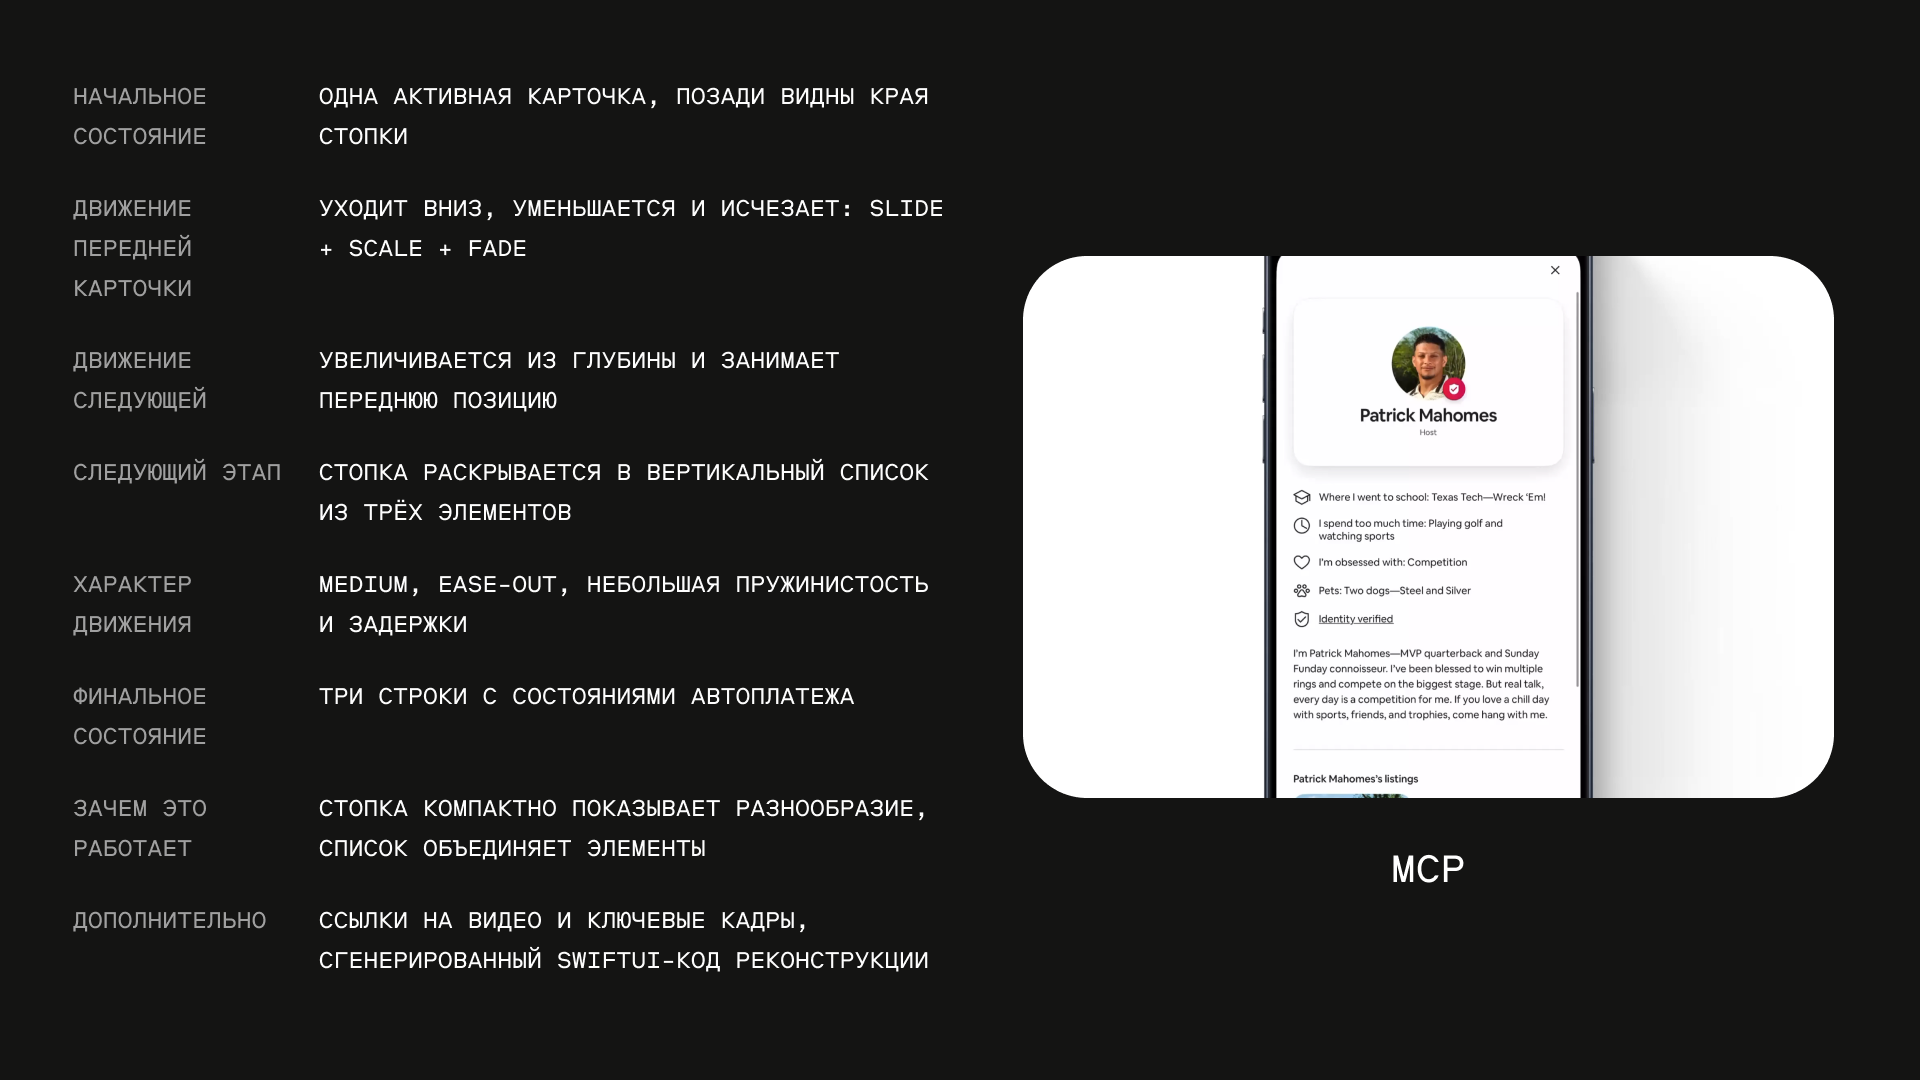 НАЧАЛЬНОЕ
СОСТОЯНИЕ
ОДНА АКТИВНАЯ КАРТОЧКА, ПОЗАДИ ВИДНЫ КРАЯ
СТОПКИ
ДВИЖЕНИЕ
ПЕРЕДНЕЙ
КАРТОЧКИ
УХОДИТ ВНИЗ, УМЕНЬШАЕТСЯ И ИСЧЕЗАЕТ: SLIDE
+ SCALE + FADE
ДВИЖЕНИЕ
СЛЕДУЮЩЕЙ
УВЕЛИЧИВАЕТСЯ ИЗ ГЛУБИНЫ И ЗАНИМАЕТ
ПЕРЕДНЮЮ ПОЗИЦИЮ
СЛЕДУЮЩИЙ ЭТАП
СТОПКА РАСКРЫВАЕТСЯ В ВЕРТИКАЛЬНЫЙ СПИСОК
ИЗ ТРЁХ ЭЛЕМЕНТОВ
ХАРАКТЕР
ДВИЖЕНИЯ
MEDIUM, EASE-OUT, НЕБОЛЬШАЯ ПРУЖИНИСТОСТЬ
И ЗАДЕРЖКИ
ФИНАЛЬНОЕ
СОСТОЯНИЕ
ТРИ СТРОКИ С СОСТОЯНИЯМИ АВТОПЛАТЕЖА
ЗАЧЕМ ЭТО
РАБОТАЕТ
СТОПКА КОМПАКТНО ПОКАЗЫВАЕТ РАЗНООБРАЗИЕ,
СПИСОК ОБЪЕДИНЯЕТ ЭЛЕМЕНТЫ
ДОПОЛНИТЕЛЬНО
ССЫЛКИ НА ВИДЕО И КЛЮЧЕВЫЕ КАДРЫ,
СГЕНЕРИРОВАННЫЙ SWIFTUI-КОД РЕКОНСТРУКЦИИ
Patrick Mahomes
Host
Where I went to school: Texas Tech—Wreck 'Em!
I spend too much time: Playing golf and
watching sports
I'm obsessed with: Competition
Pets: Two dogs—Steel and Silver
Identity verified
I'm Patrick Mahomes—MVP quarterback and Sunday
Funday connoisseur. I've been blessed to win multiple
rings and compete on the biggest stage. But real talk,
every day is a competition for me. If you love a chill day
with sports, friends, and trophies, come hang with me.
Patrick Mahomes's listings
MCP